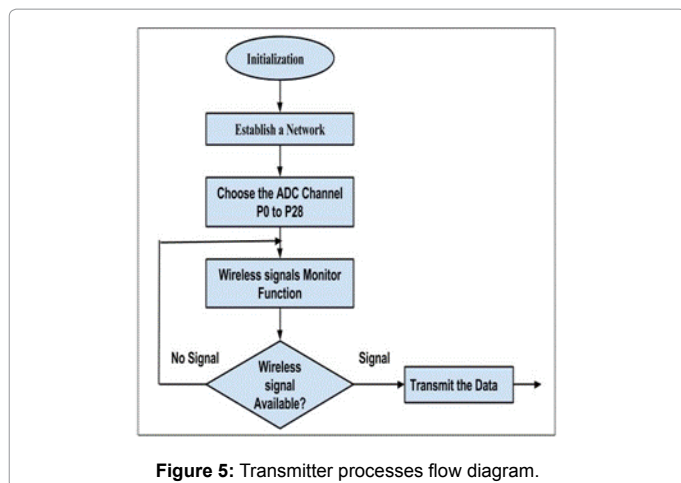 Initialization
Establish a Network
Choose the ADC Channel
P0 to P28
Wireless signals Monitor
Function
No Signal
Wireless
signal
Available?
Signal
Transmit the Data
Figure 5: Transmitter processes flow diagram.